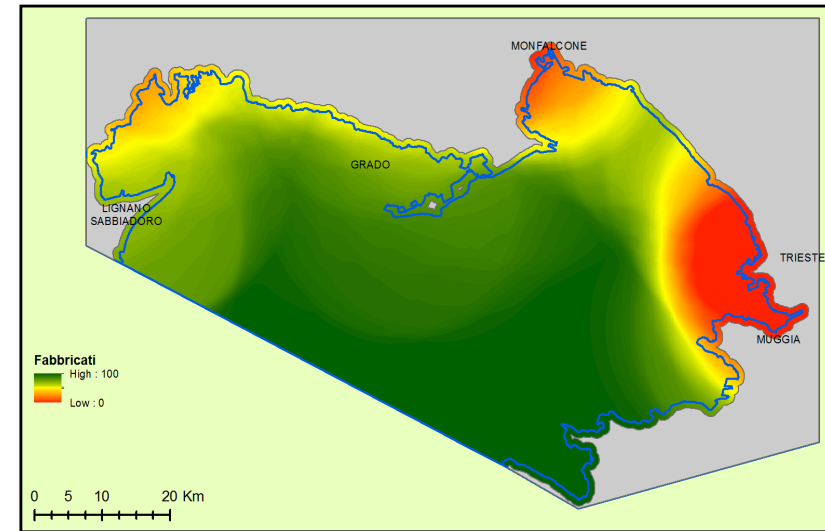 MONFALCONE
GRADO
LIGNANO
SABBIADORO
TRIESTE
MUGGIA
Fabbricati
High : 100
Low : 0
0 5 10 20 Km